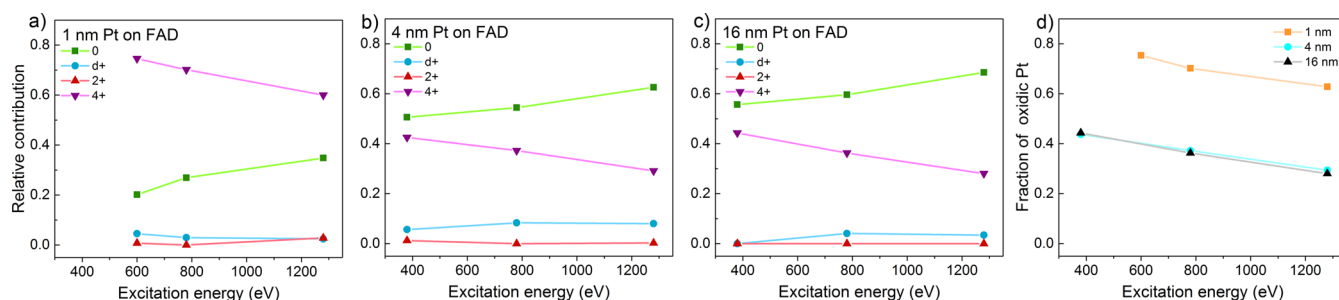 a) 1 nm Pt on FAD
0
d+
2+
4+
Relative contribution
0.8
0.6
0.4
0.2
0.0
400 600 800 1000 1200
Excitation energy (eV)
b) 4 nm Pt on FAD
0
d+
2+
4+
0.8
0.6
0.4
0.2
0.0
400 600 800 1000 1200
Excitation energy (eV)
c) 16 nm Pt on FAD
0
d+
2+
4+
0.8
0.6
0.4
0.2
0.0
400 600 800 1000 1200
Excitation energy (eV)
d)
1 nm
4 nm
16 nm
Fraction of oxidic Pt
0.8
0.6
0.4
0.2
0.0
400 600 800 1000 1200
Excitation energy (eV)